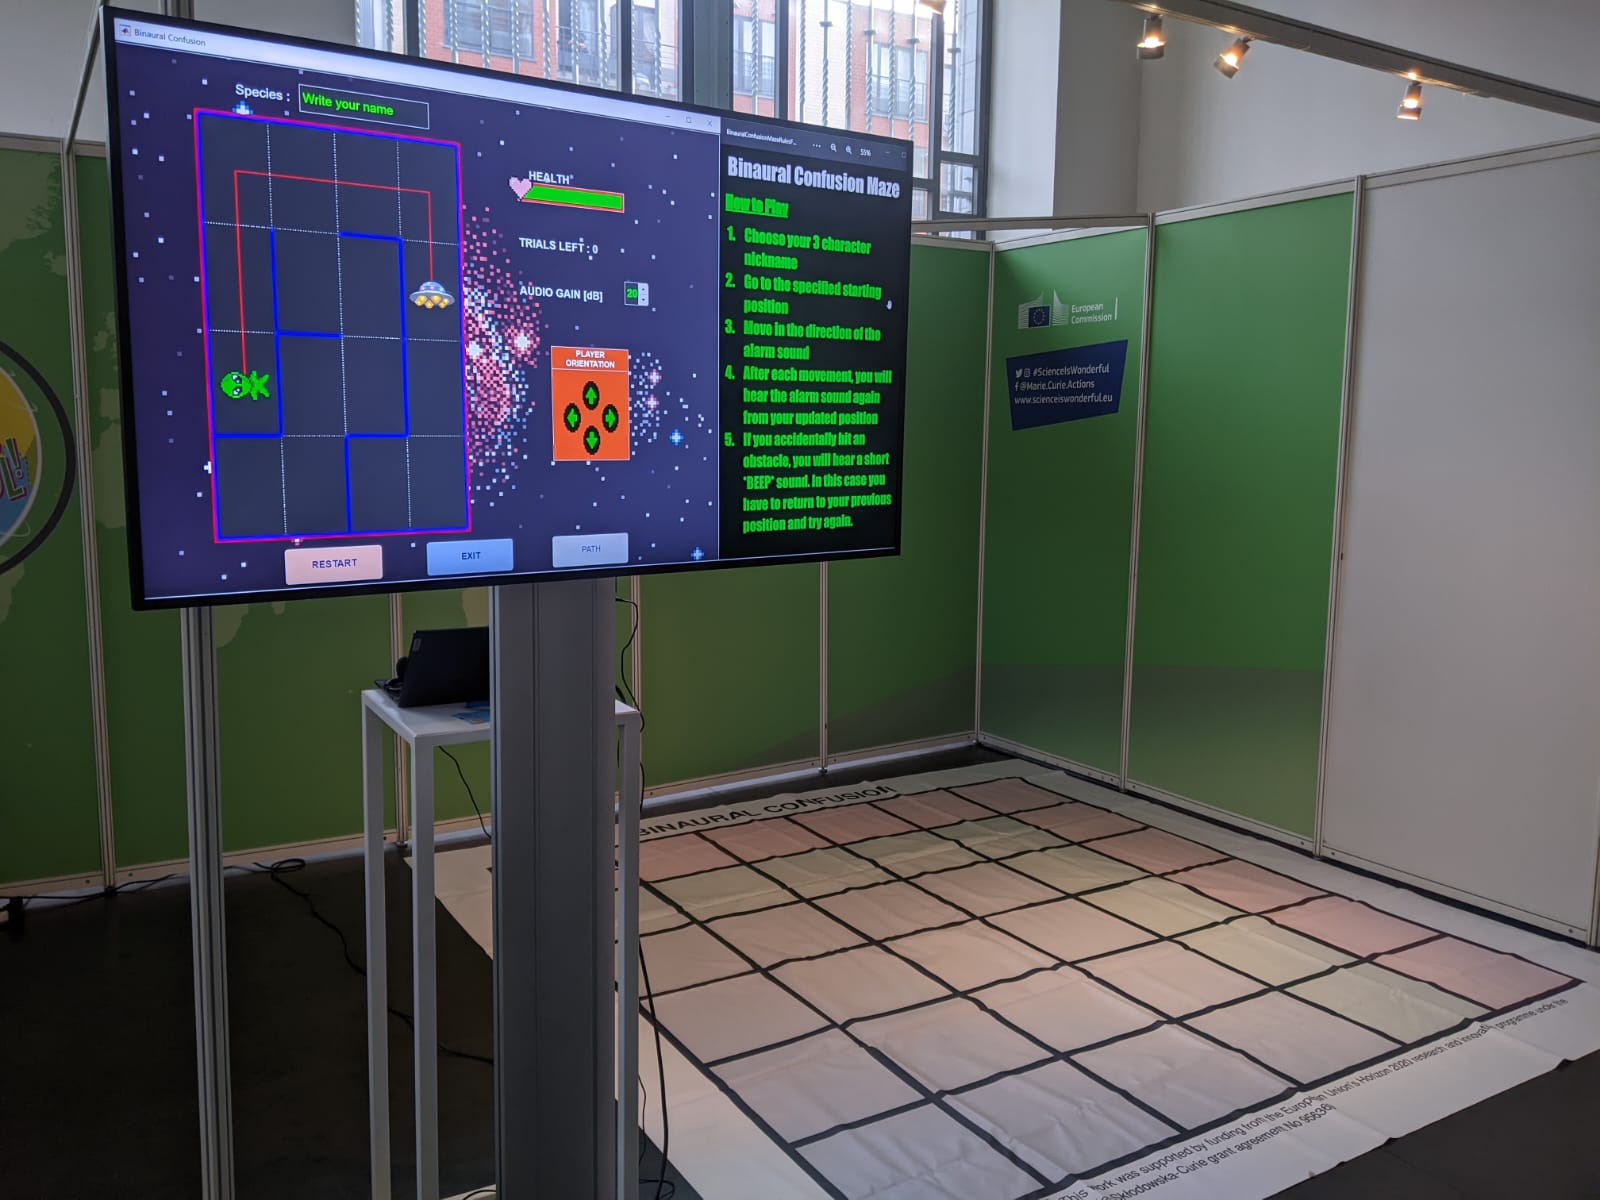 Binaural Confusion
Species :
Write your name
HEALTH
TRIALS LEFT : 0
AUDIO GAIN [dB]
20
PLAYER
ORIENTATION
RESTART
EXIT
PATH
55%
Binaural Confusion Maze
How to Play
1. Choose your 3 character
nickname
2. Go to the specified starting
position
3. Move in the direction of the
alarm sound
4. After each movement, you will
hear the alarm sound again
from your updated position
5. If you accidentally hit an
obstacle, you will hear a short
*BEEP* sound. In this case you
have to return to your previous
position and try again.
European
Commission
#ScienceIsWonderful
@Marie.Curie.Actions
www.scienceiswonderful.eu
BINAURAL CONFUSION
This work was supported by funding from the European Union's Horizon 2020 research and innovation programme under the
Skłodowska-Curie grant agreement No 95636